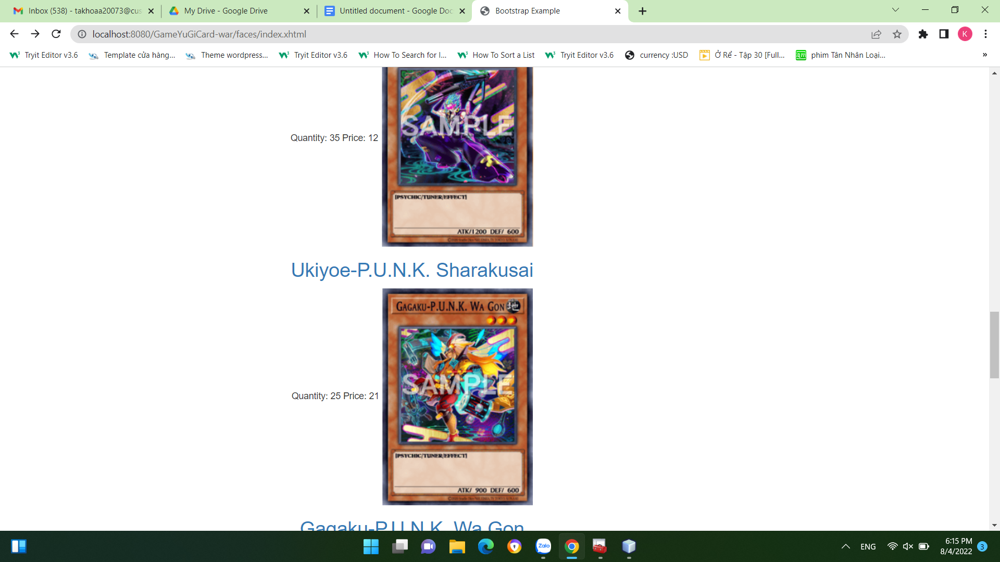 Inbox (538) - takhoaa20073@cus
My Drive - Google Drive
Untitled document - Google Doc
Bootstrap Example
localhost:8080/GameYuGiCard-war/faces/index.xhtml
K
Tryit Editor v3.6
Template cửa hàng...
Theme wordpress...
Tryit Editor v3.6
How To Search for I...
How To Sort a List
Tryit Editor v3.6
currency :USD
Ở Rể - Tập 30 [Full...
phim Tân Nhân Loại...
»
SAMPLE
Quantity: 35 Price: 12
[PSYCHIC/TUNER/EFFECT]
ATK/1200 DEF/ 600
Ukiyoe-P.U.N.K. Sharakusai
GAGAKU-P.U.N.K. WA GON 地
SAMPLE
Quantity: 25 Price: 21
[PSYCHIC/TUNER/EFFECT]
ATK/ 900 DEF/ 600
Gagaku-P.U.N.K. Wa Gon
Zalo
ENG
6:15 PM
8/4/2022
3